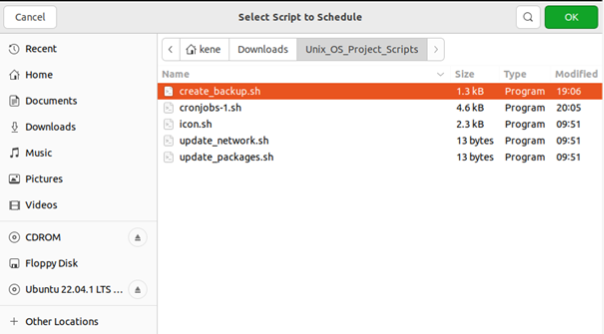 Cancel Select Script to Schedule OK
Recent
Home
Documents
Downloads
Music
Pictures
Videos
CDROM
Floppy Disk
Ubuntu 22.04.1 LTS ...
+ Other Locations
kene Downloads Unix_OS_Project_Scripts
Name Size Type Modified
create_backup.sh 1.3 kB Program 19:06
cronjobs-1.sh 4.6 kB Program 20:05
icon.sh 2.3 kB Program 09:51
update_network.sh 13 bytes Program 09:51
update_packages.sh 13 bytes Program 09:51